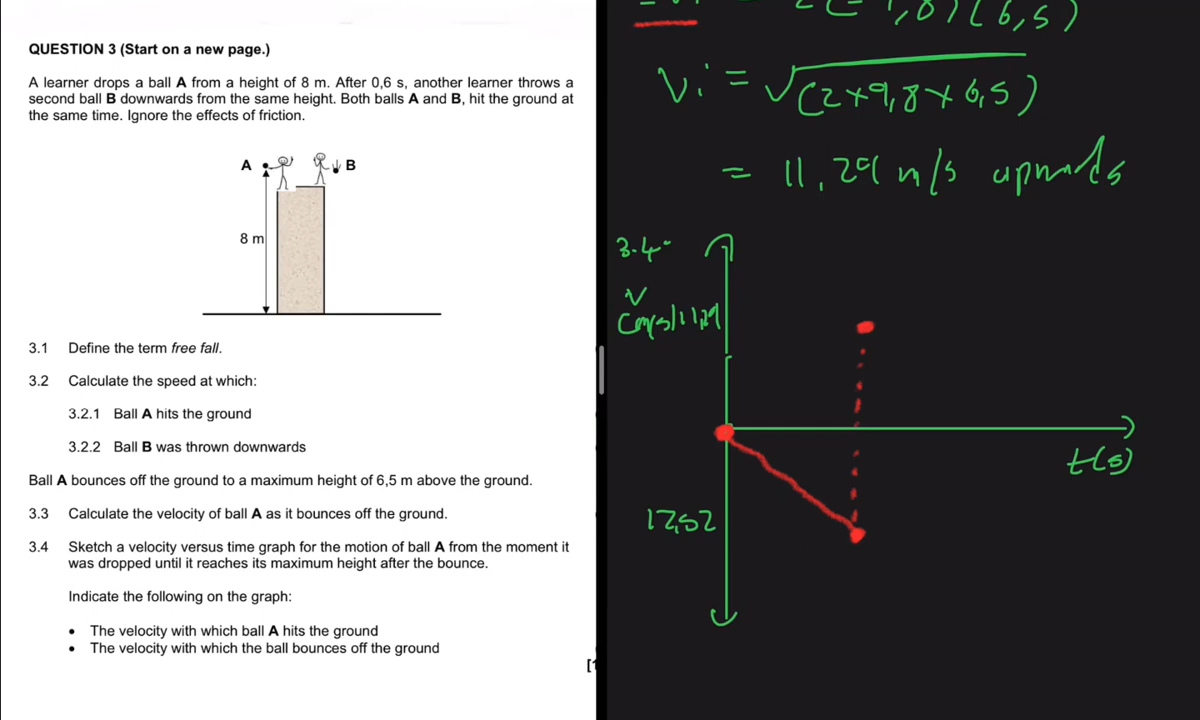 QUESTION 3 (Start on a new page.)
A learner drops a ball A from a height of 8 m. After 0,6 s, another learner throws a
second ball B downwards from the same height. Both balls A and B, hit the ground at
the same time. Ignore the effects of friction.
A
B
8 m
3.1 Define the term free fall.
3.2 Calculate the speed at which:
3.2.1 Ball A hits the ground
3.2.2 Ball B was thrown downwards
Ball A bounces off the ground to a maximum height of 6,5 m above the ground.
3.3 Calculate the velocity of ball A as it bounces off the ground.
3.4 Sketch a velocity versus time graph for the motion of ball A from the moment it
was dropped until it reaches its maximum height after the bounce.
Indicate the following on the graph:
• The velocity with which ball A hits the ground
• The velocity with which the ball bounces off the ground
Vi = √(2×9,8×6,5)
= 11,29 m/s upwards
3.4
V
(m/s) 11,29
t(s)
12,52